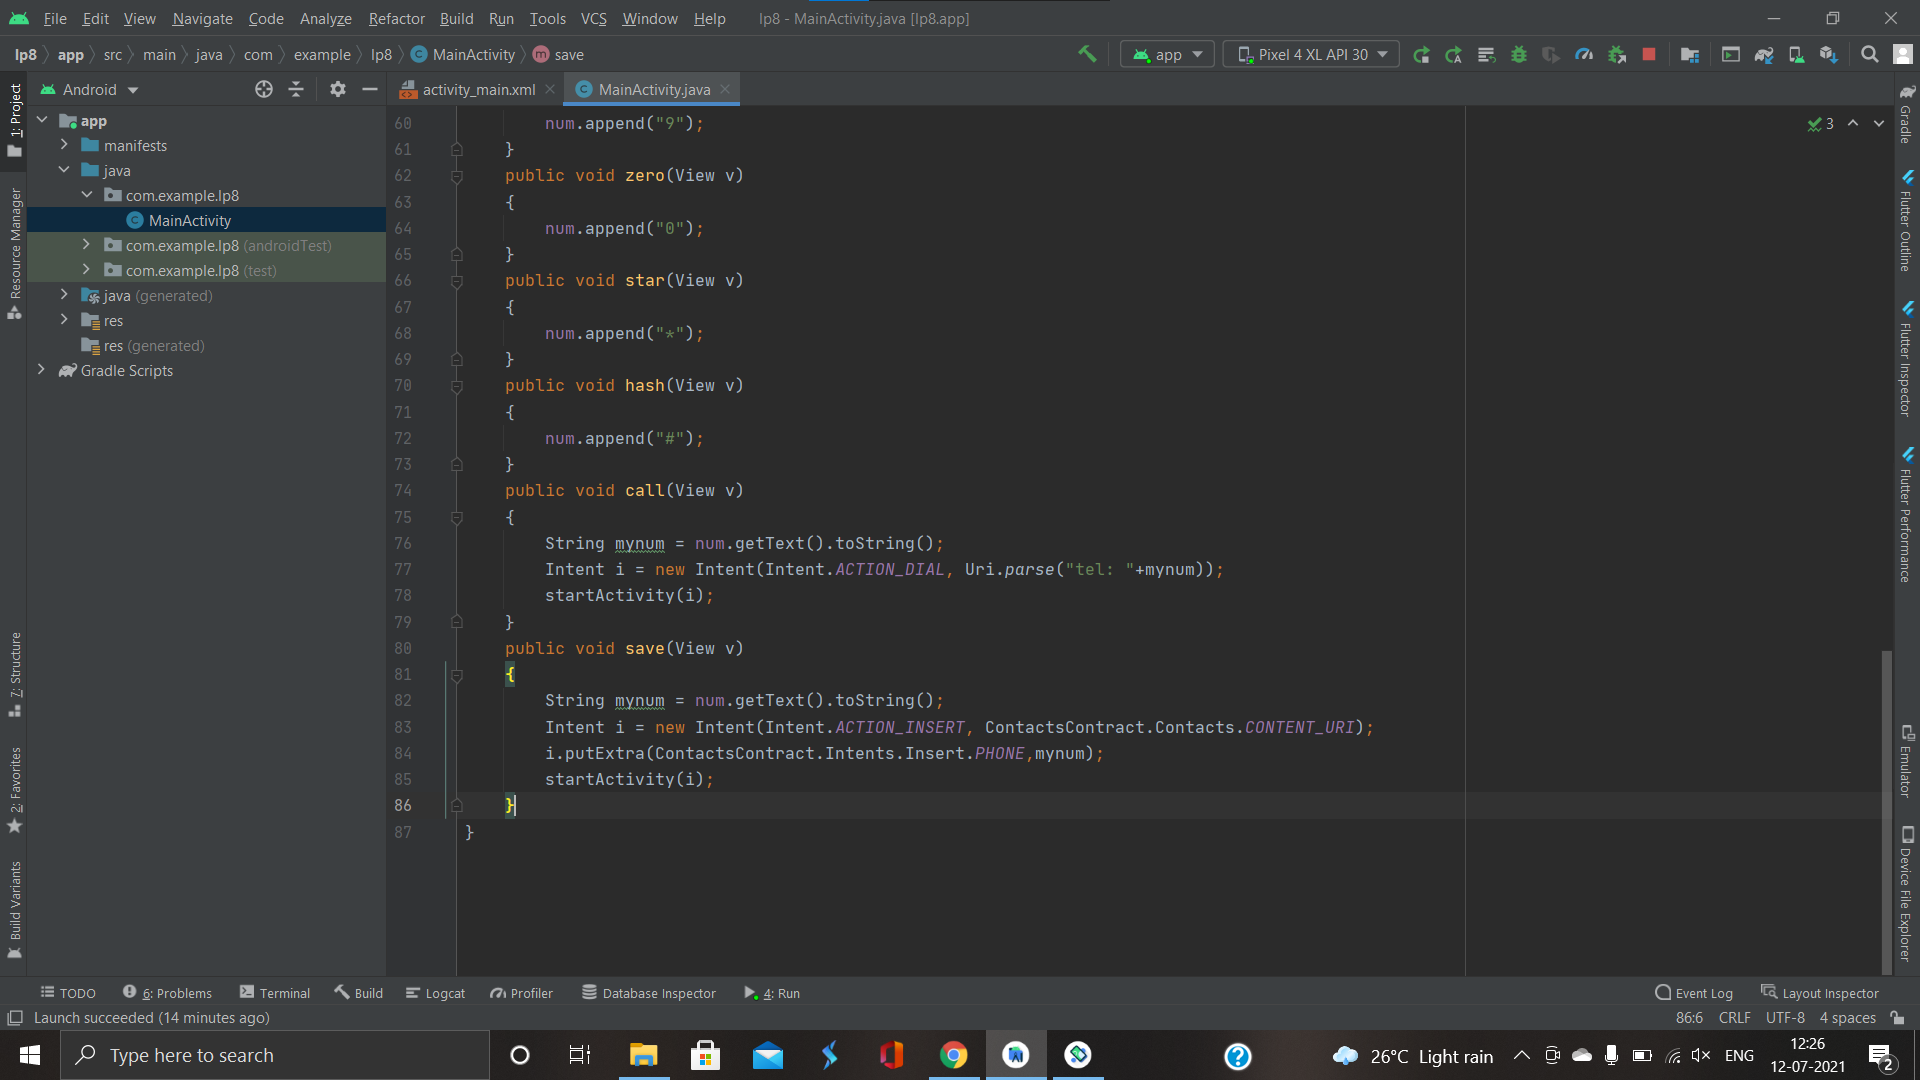 File Edit View Navigate Code Analyze Refactor Build Run Tools VCS Window Help lp8 - MainActivity.java [lp8.app]
lp8 app src main java com example lp8 MainActivity save app Pixel 4 XL API 30
Android
activity_main.xml MainActivity.java
1: Project
Resource Manager
7: Structure
2: Favorites
Build Variants
app
manifests
java
com.example.lp8
MainActivity
com.example.lp8 (androidTest)
com.example.lp8 (test)
java (generated)
res
res (generated)
Gradle Scripts
3
60 num.append("9");
61 }
62 public void zero(View v)
63 {
64 num.append("0");
65 }
66 public void star(View v)
67 {
68 num.append("*");
69 }
70 public void hash(View v)
71 {
72 num.append("#");
73 }
74 public void call(View v)
75 {
76 String mynum = num.getText().toString();
77 Intent i = new Intent(Intent.ACTION_DIAL, Uri.parse("tel: "+mynum));
78 startActivity(i);
79 }
80 public void save(View v)
81 {
82 String mynum = num.getText().toString();
83 Intent i = new Intent(Intent.ACTION_INSERT, ContactsContract.Contacts.CONTENT_URI);
84 i.putExtra(ContactsContract.Intents.Insert.PHONE,mynum);
85 startActivity(i);
86 }
87 }
Gradle
Flutter Outline
Flutter Inspector
Flutter Performance
Emulator
Device File Explorer
TODO 6: Problems Terminal Build Logcat Profiler Database Inspector 4: Run Event Log Layout Inspector
Launch succeeded (14 minutes ago) 86:6 CRLF UTF-8 4 spaces
Type here to search 26°C Light rain ENG 12:26
12-07-2021 2